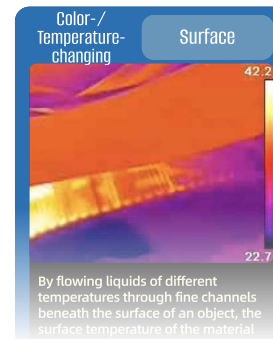 Color-/
Temperature-
changing
Surface
42.2
22.7
By flowing liquids of different
temperatures through fine channels
beneath the surface of an object, the
surface temperature of the material